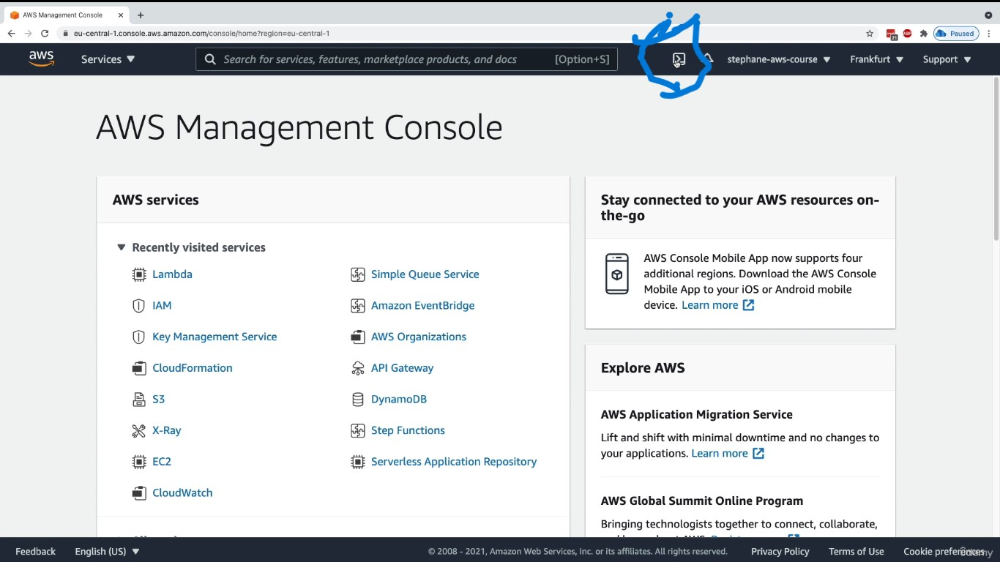 AWS Management Console
eu-central-1.console.aws.amazon.com/console/home?region=eu-central-1
21
ABP
Paused
aws
Services
Search for services, features, marketplace products, and docs
[Option+S]
stephane-aws-course
Frankfurt
Support
AWS Management Console
AWS services
Recently visited services
Lambda
IAM
Key Management Service
CloudFormation
S3
X-Ray
EC2
CloudWatch
Simple Queue Service
Amazon EventBridge
AWS Organizations
API Gateway
DynamoDB
Step Functions
Serverless Application Repository
Stay connected to your AWS resources on-
the-go
AWS Console Mobile App now supports four
additional regions. Download the AWS Console
Mobile App to your iOS or Android mobile
device. Learn more
Explore AWS
AWS Application Migration Service
Lift and shift with minimal downtime and no changes to
your applications. Learn more
AWS Global Summit Online Program
Bringing technologists together to connect, collaborate,
Feedback
English (US)
© 2008 - 2021, Amazon Web Services, Inc. or its affiliates. All rights reserved.
Privacy Policy
Terms of Use
Cookie preferences
ûdemy